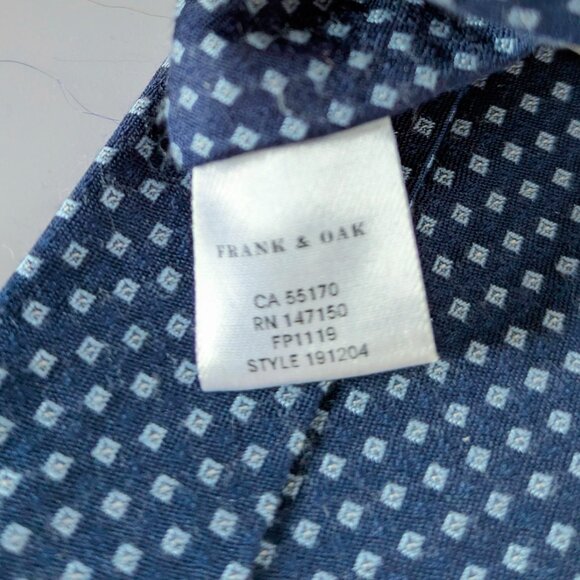 FRANK & OAK
CA 55170
RN 147150
FP1119
STYLE 191204